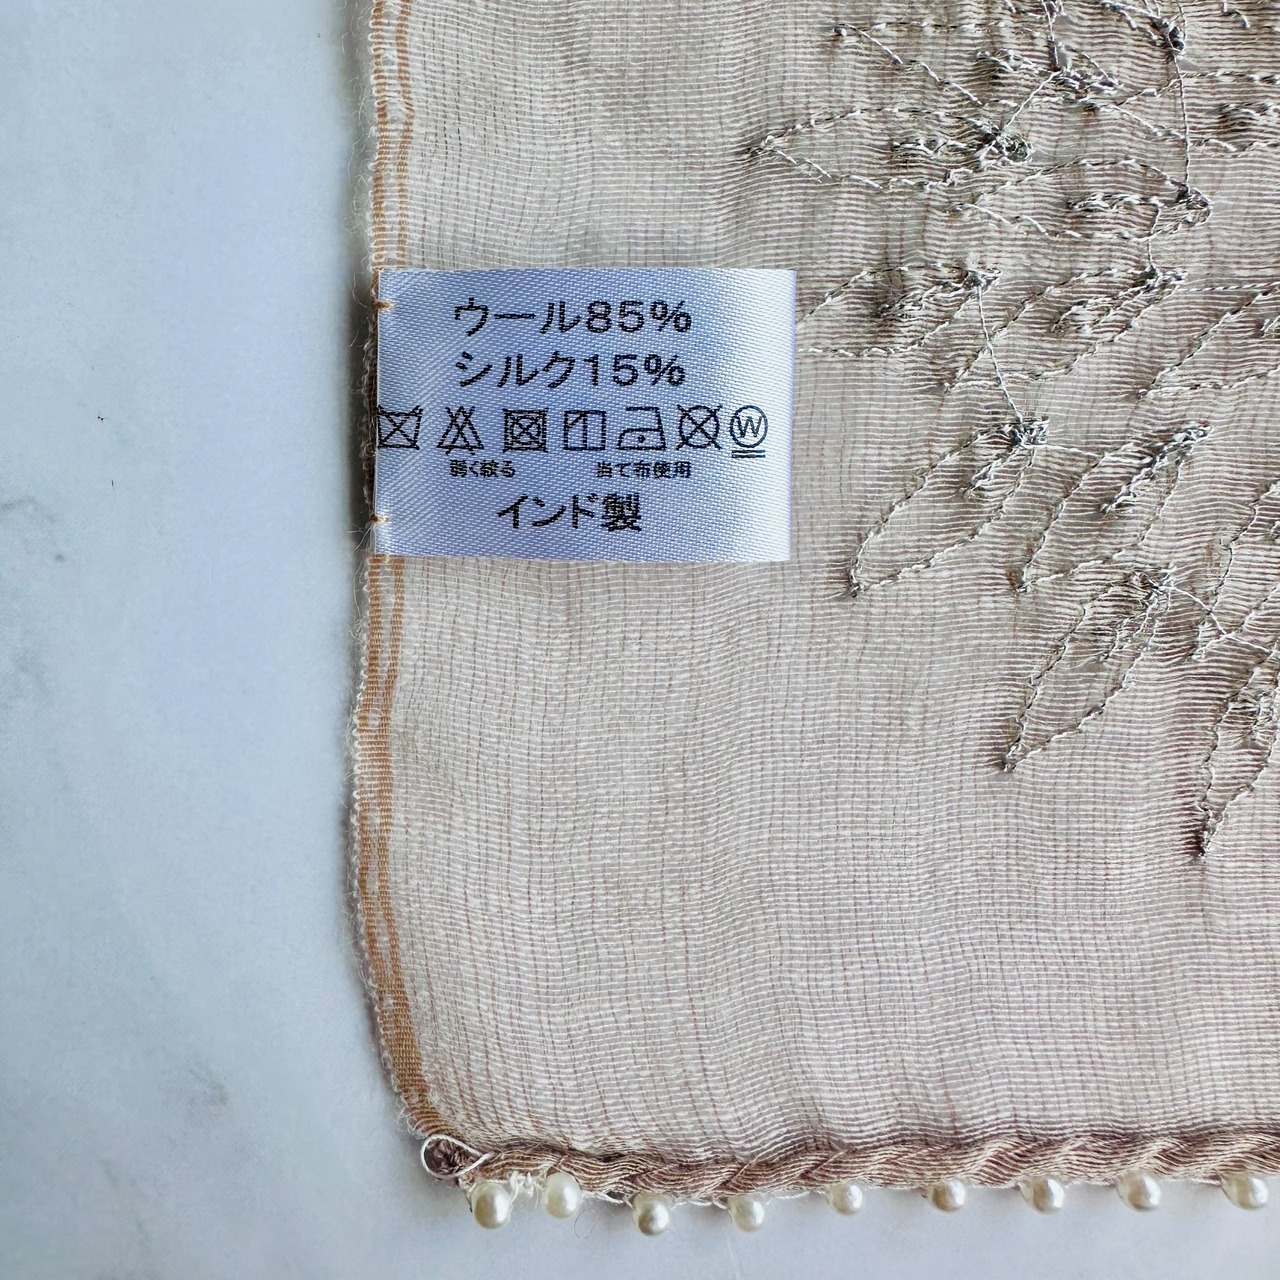 ウール85%
シルク15%
W
弱く絞る 当て布使用
インド製